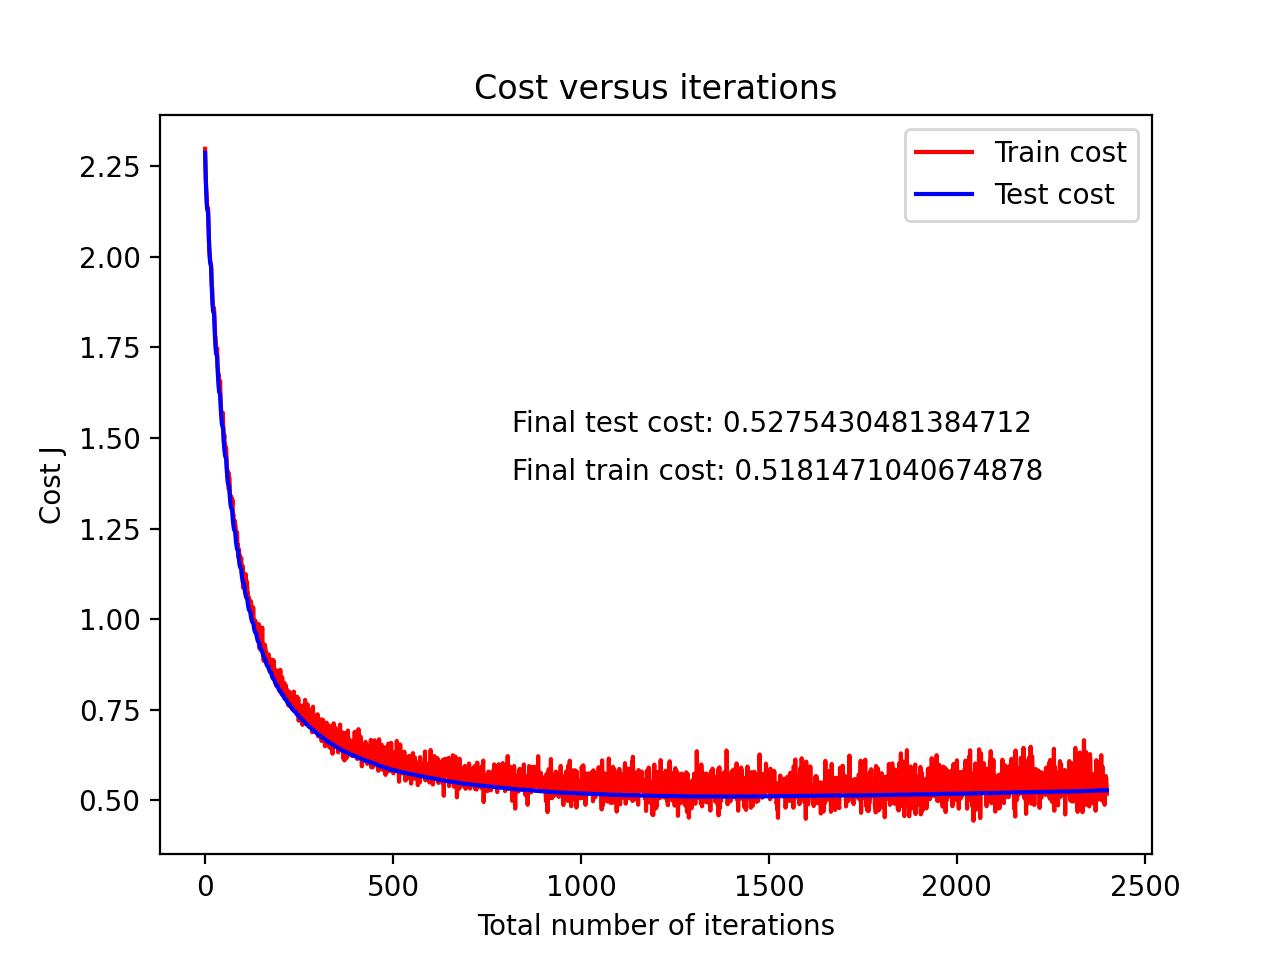 Cost versus iterations
Train cost
Test cost
2.25
2.00
1.75
1.50
1.25
1.00
0.75
0.50
Final test cost: 0.5275430481384712
Final train cost: 0.5181471040674878
Cost J
0
500
1000
1500
2000
2500
Total number of iterations